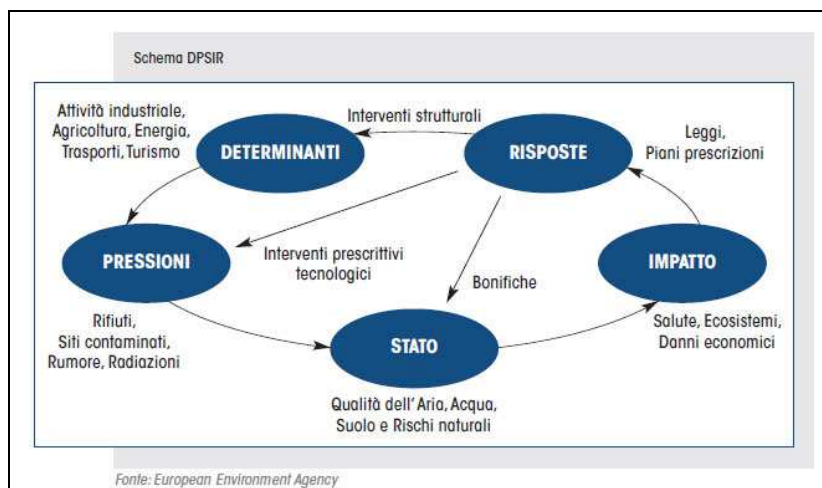 Schema DPSIR
Attività industriale,
Agricoltura, Energia,
Trasporti, Turismo
DETERMINANTI
Interventi strutturali
RISPOSTE
Leggi,
Piani prescrizioni
PRESSIONI
Interventi prescrittivi
tecnologici
Bonifiche
IMPATTO
Rifiuti,
Siti contaminati,
Rumore, Radiazioni
STATO
Salute, Ecosistemi,
Danni economici
Qualità dell'Aria, Acqua,
Suolo e Rischi naturali
Fonte: European Environment Agency